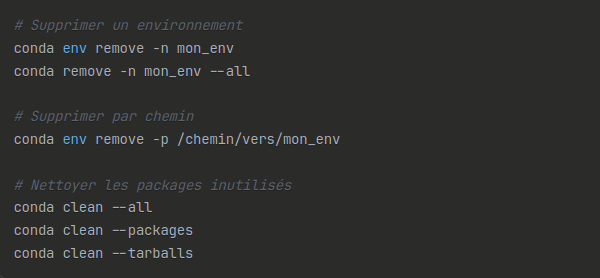 # Supprimer un environnement
conda env remove -n mon_env
conda remove -n mon_env --all
# Supprimer par chemin
conda env remove -p /chemin/vers/mon_env
# Nettoyer les packages inutilisés
conda clean --all
conda clean --packages
conda clean --tarballs